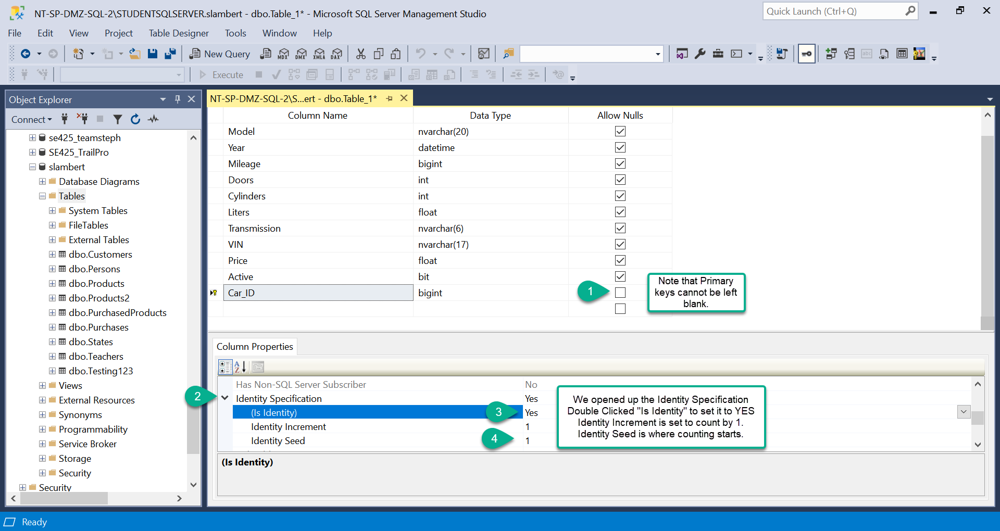 NT-SP-DMZ-SQL-2\STUDENTSQLSERVER.slambert - dbo.Table_1* - Microsoft SQL Server Management Studio
Quick Launch (Ctrl+Q)
File Edit View Project Table Designer Tools Window Help
New Query MDX DMX XMLA DAX
abc
Execute
Object Explorer
Connect
se425_teamsteph
SE425_TrailPro
slambert
Database Diagrams
Tables
System Tables
FileTables
External Tables
dbo.Customers
dbo.Persons
dbo.Products
dbo.Products2
dbo.PurchasedProducts
dbo.Purchases
dbo.States
dbo.Teachers
dbo.Testing123
Views
External Resources
Synonyms
Programmability
Service Broker
Storage
Security
Security
NT-SP-DMZ-SQL-2\S...ert - dbo.Table_1*
Column Name Data Type Allow Nulls
Model nvarchar(20)
Year datetime
Mileage bigint
Doors int
Cylinders int
Liters float
Transmission nvarchar(6)
VIN nvarchar(17)
Price float
Active bit
Car_ID bigint
1
Note that Primary
keys cannot be left
blank.
Column Properties
A
Z
Has Non-SQL Server Subscriber No
2
Identity Specification Yes
(Is Identity) 3 Yes
Identity Increment 1
Identity Seed 4 1
We opened up the Identity Specification
Double Clicked "Is Identity" to set it to YES
Identity Increment is set to count by 1.
Identity Seed is where counting starts.
(Is Identity)
Ready